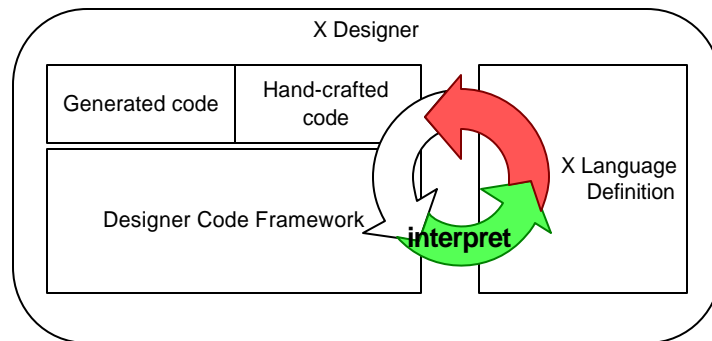 X Designer
Generated code
Hand-crafted
code
X Language
Definition
Designer Code Framework
interpret